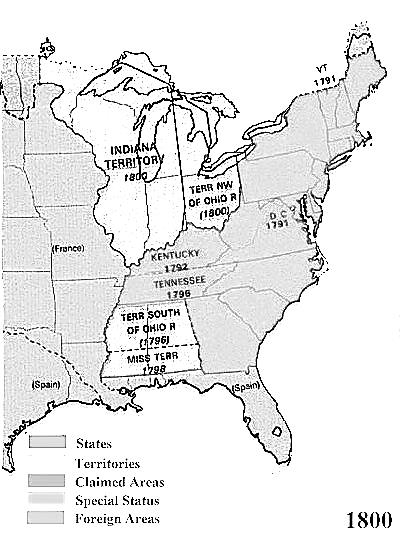 VT
1791
INDIANA
TERRITORY
1800
TERR NW
OF OHIO R
(1800)
D C ?
1791
(France)
KENTUCKY
1792
TENNESSEE
1796
TERR SOUTH
OF OHIO R
(1796)
MISS TERR
1798
(Spain)
(Spain)
States
Territories
Claimed Areas
Special Status
Foreign Areas
1800